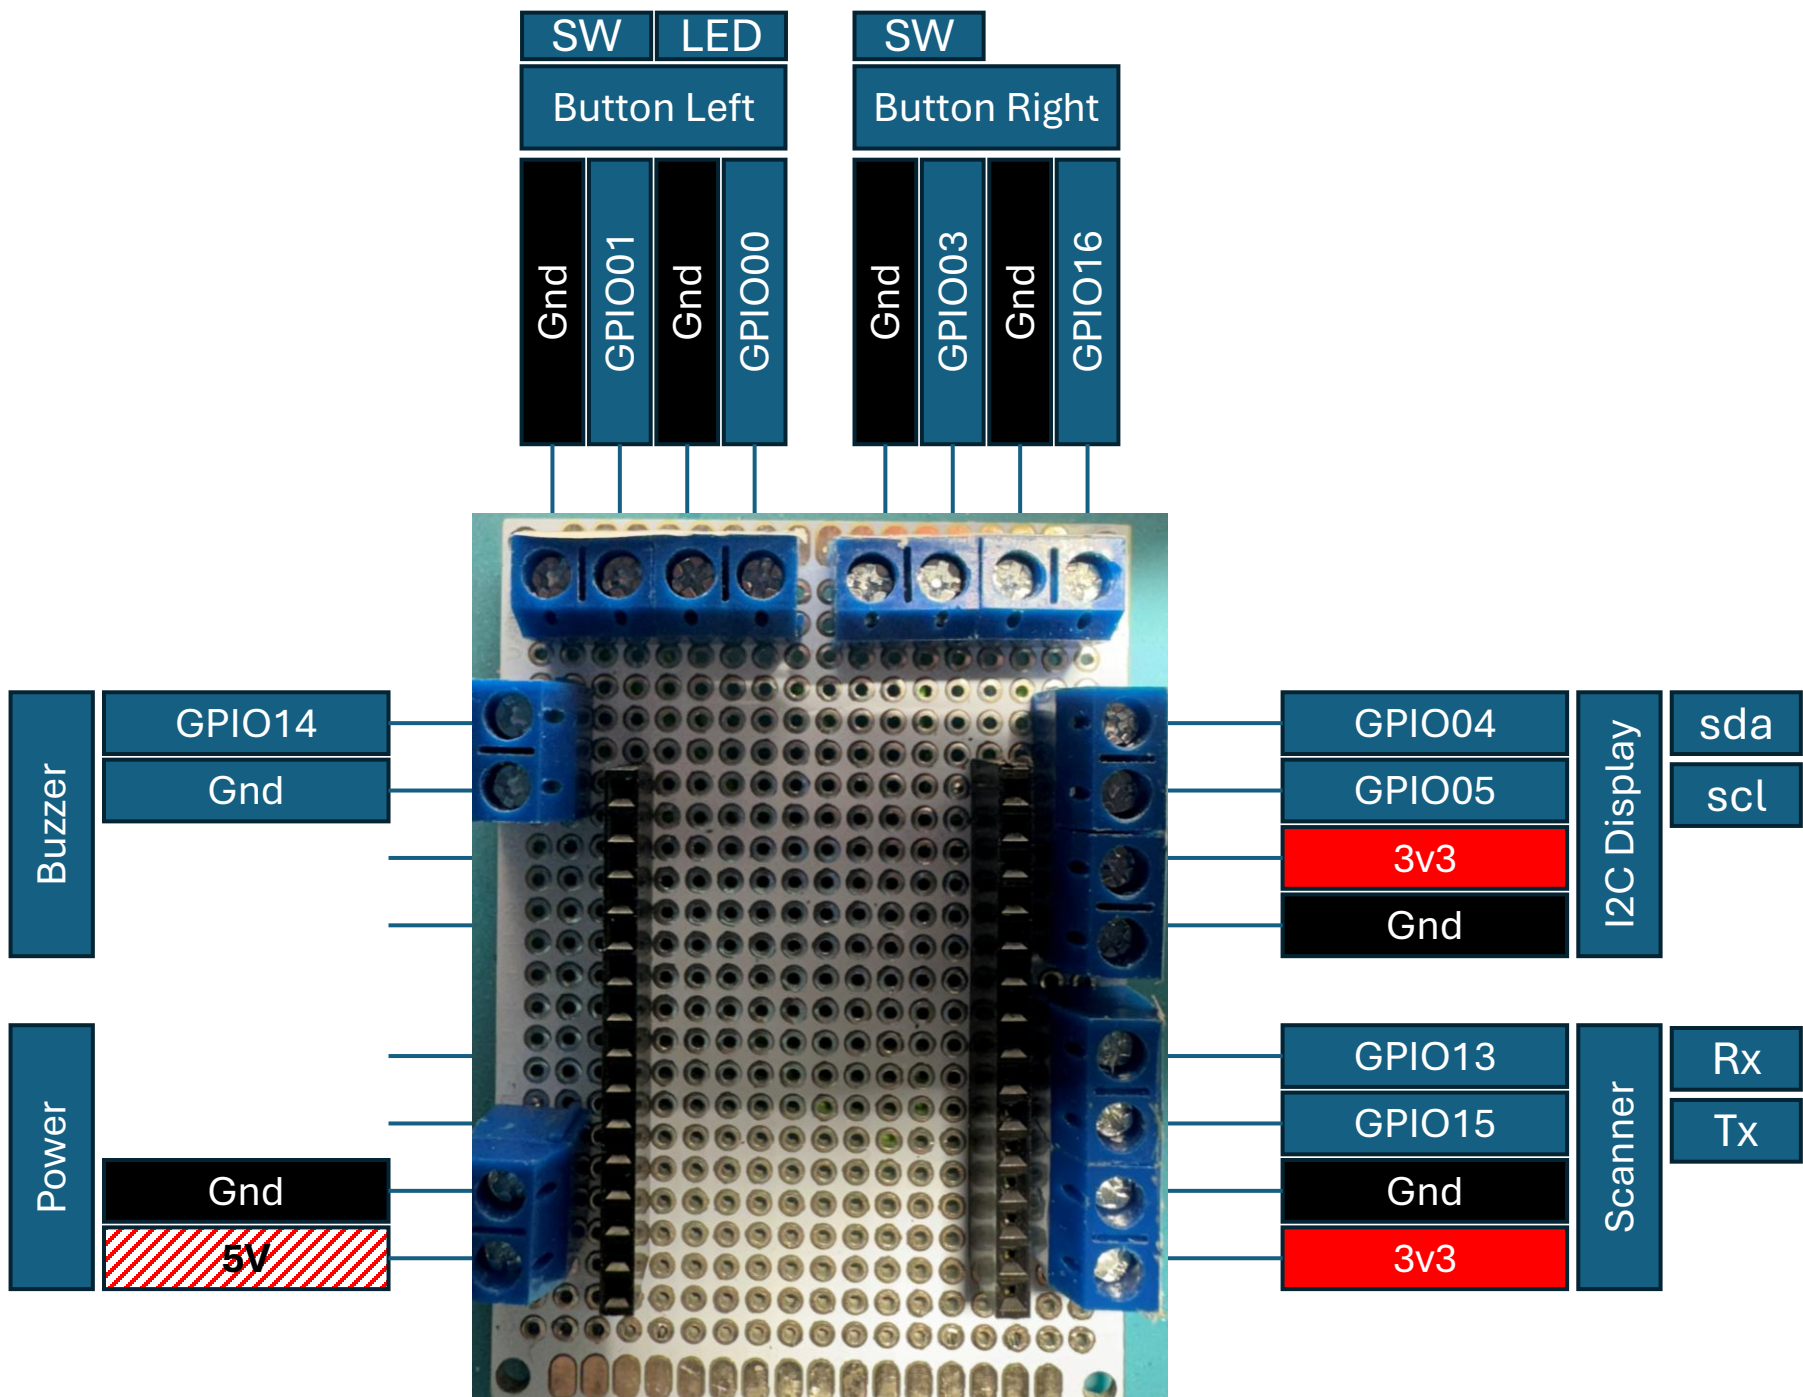 SW LED SW
Button Left Button Right
Gnd GPIO01 Gnd GPIO00 Gnd GPIO03 Gnd GPIO16
Buzzer
GPIO14
Gnd
Power
Gnd
5V
GPIO04
GPIO05
3v3
Gnd
I2C Display
sda
scl
GPIO13
GPIO15
Gnd
3v3
Scanner
Rx
Tx